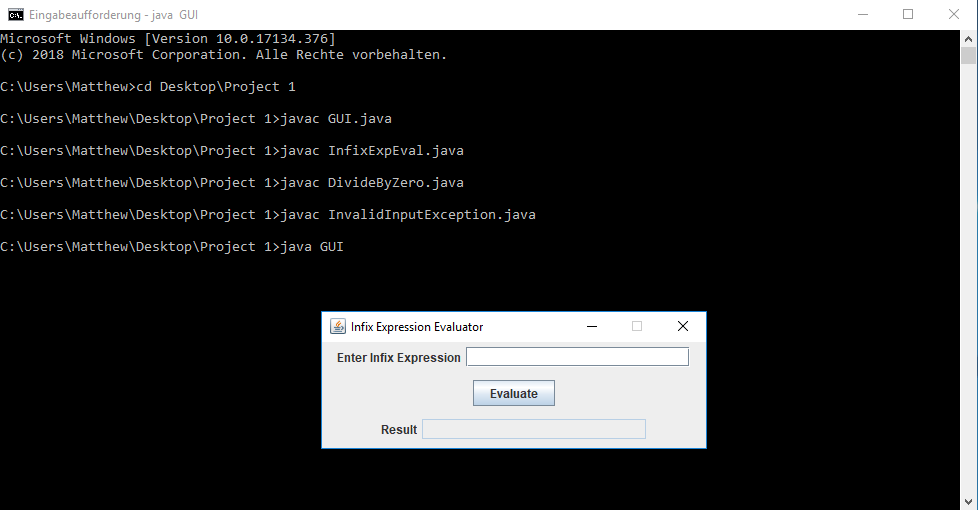 Eingabeaufforderung - java GUI
Microsoft Windows [Version 10.0.17134.376]
(c) 2018 Microsoft Corporation. Alle Rechte vorbehalten.
C:\Users\Matthew>cd Desktop\Project 1
C:\Users\Matthew\Desktop\Project 1>javac GUI.java
C:\Users\Matthew\Desktop\Project 1>javac InfixExpEval.java
C:\Users\Matthew\Desktop\Project 1>javac DivideByZero.java
C:\Users\Matthew\Desktop\Project 1>javac InvalidInputException.java
C:\Users\Matthew\Desktop\Project 1>java GUI
Infix Expression Evaluator
Enter Infix Expression
Evaluate
Result